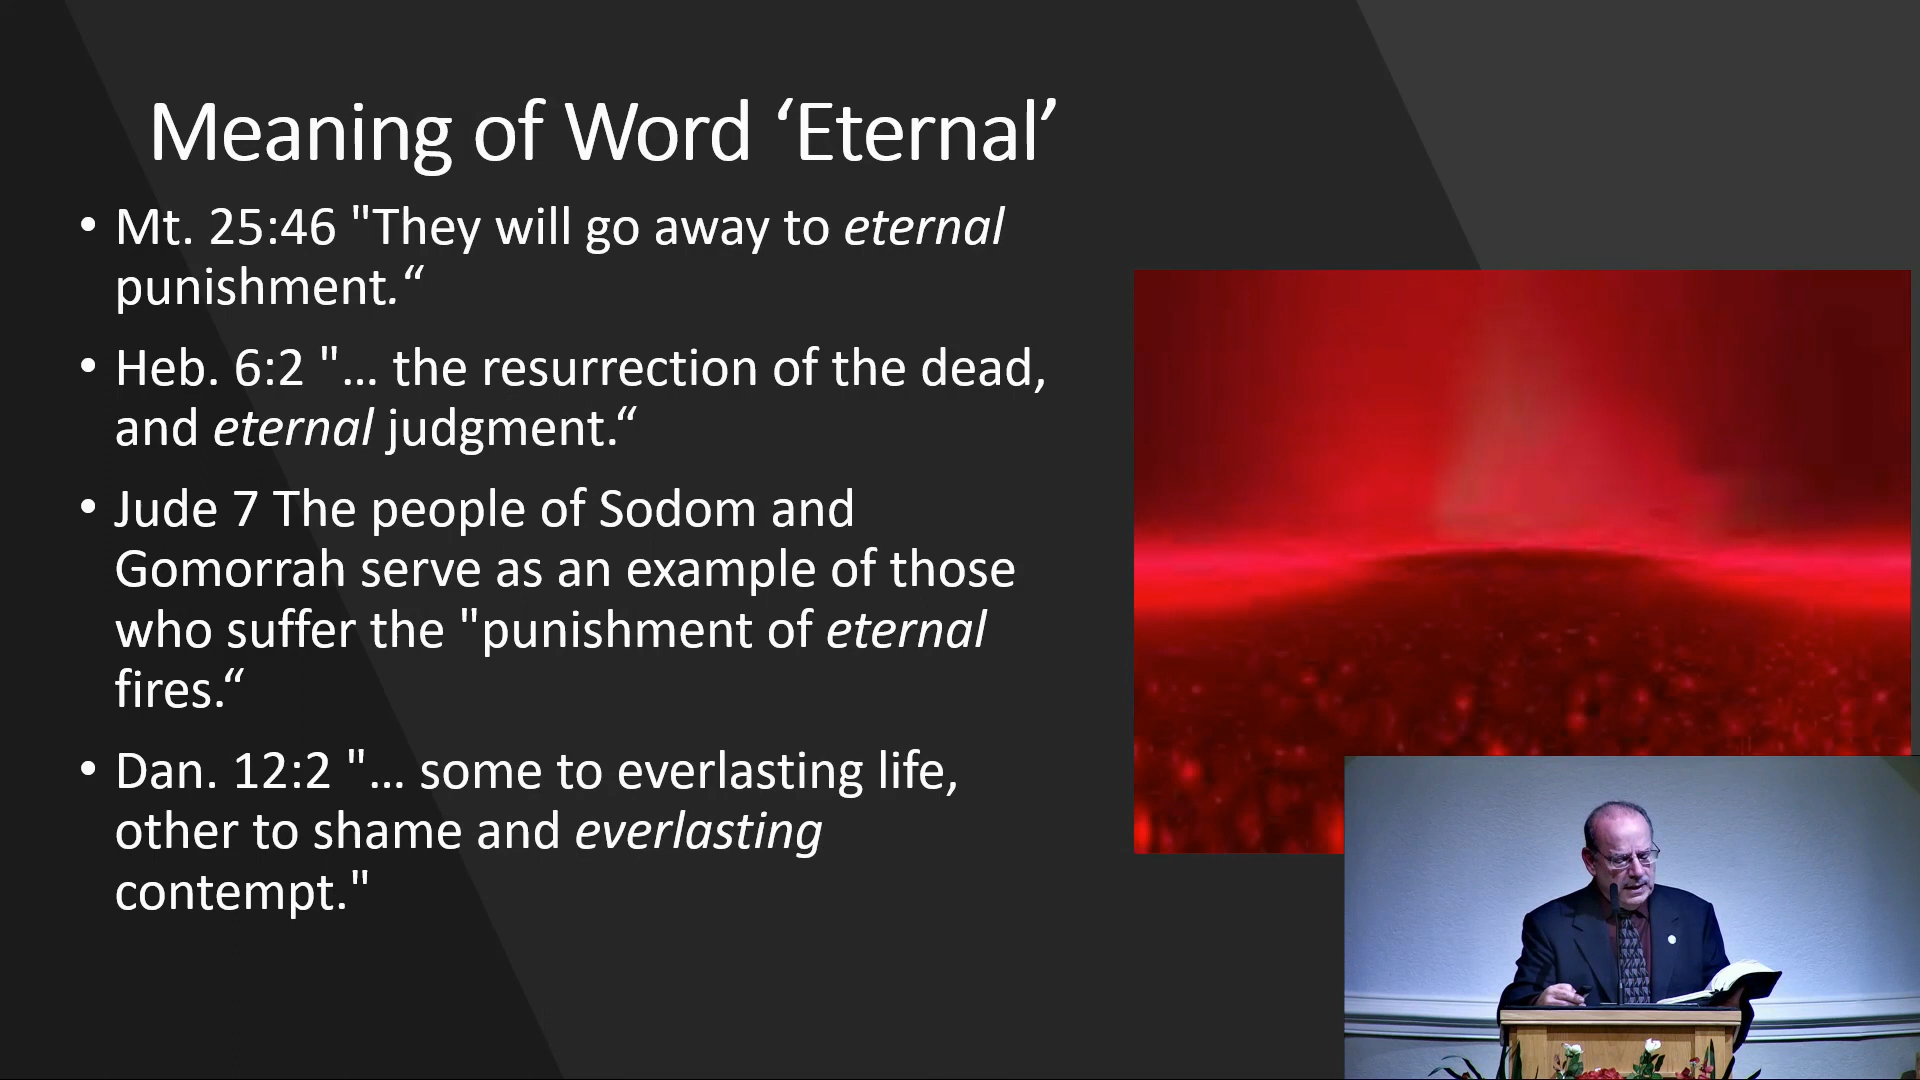 Meaning of Word ‘Eternal’
• Mt. 25:46 "They will go away to eternal
punishment.“
• Heb. 6:2 "... the resurrection of the dead,
and eternal judgment.“
• Jude 7 The people of Sodom and
Gomorrah serve as an example of those
who suffer the "punishment of eternal
fires.“
• Dan. 12:2 "... some to everlasting life,
other to shame and everlasting
contempt."